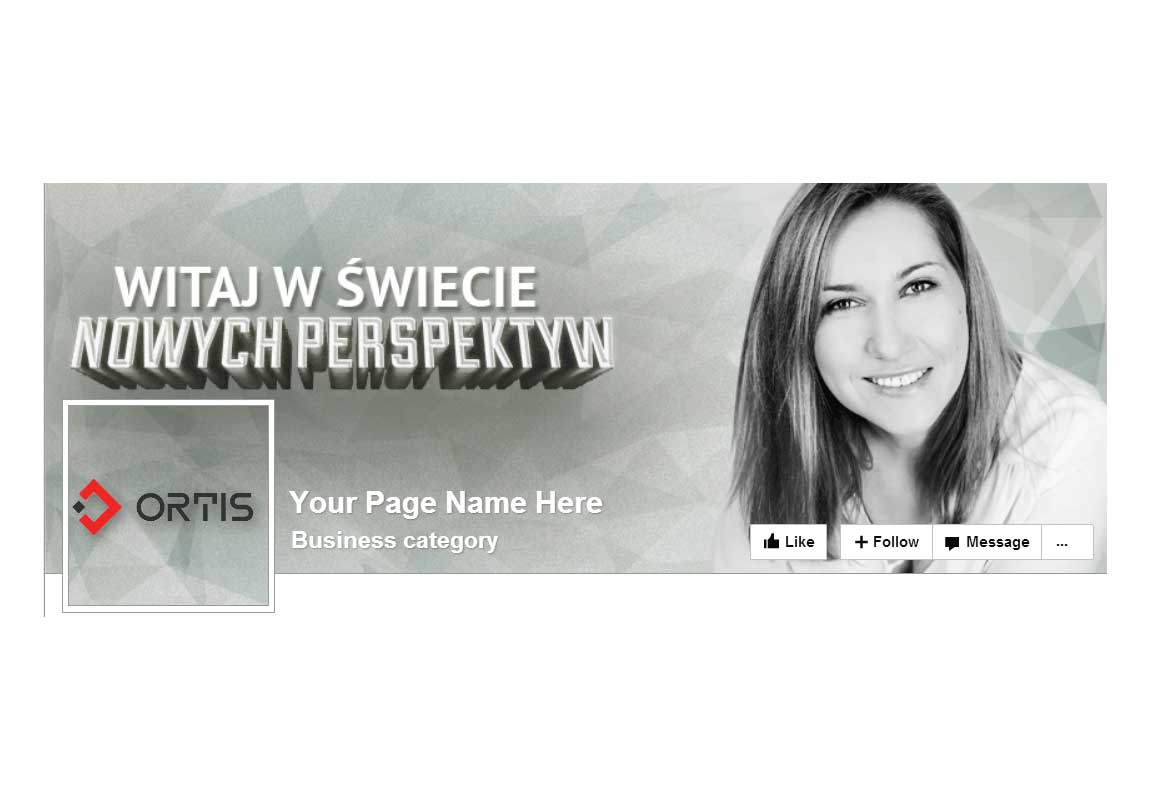 WITAJ W ŚWIECIE
NOWYCH PERSPEKTYW
ORTIS
Your Page Name Here
Business category
Like
Follow
Message
...